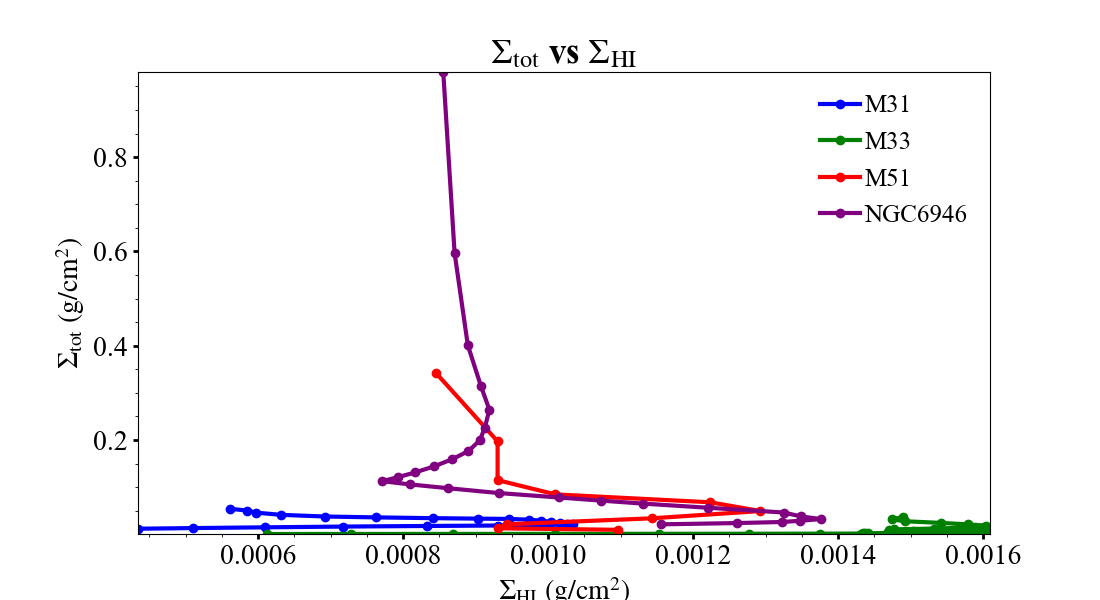 Σtot vs ΣHI
M31
M33
M51
NGC6946
0.8
0.6
0.4
0.2
Σtot (g/cm²)
0.0006 0.0008 0.0010 0.0012 0.0014 0.0016
ΣHI (g/cm²)